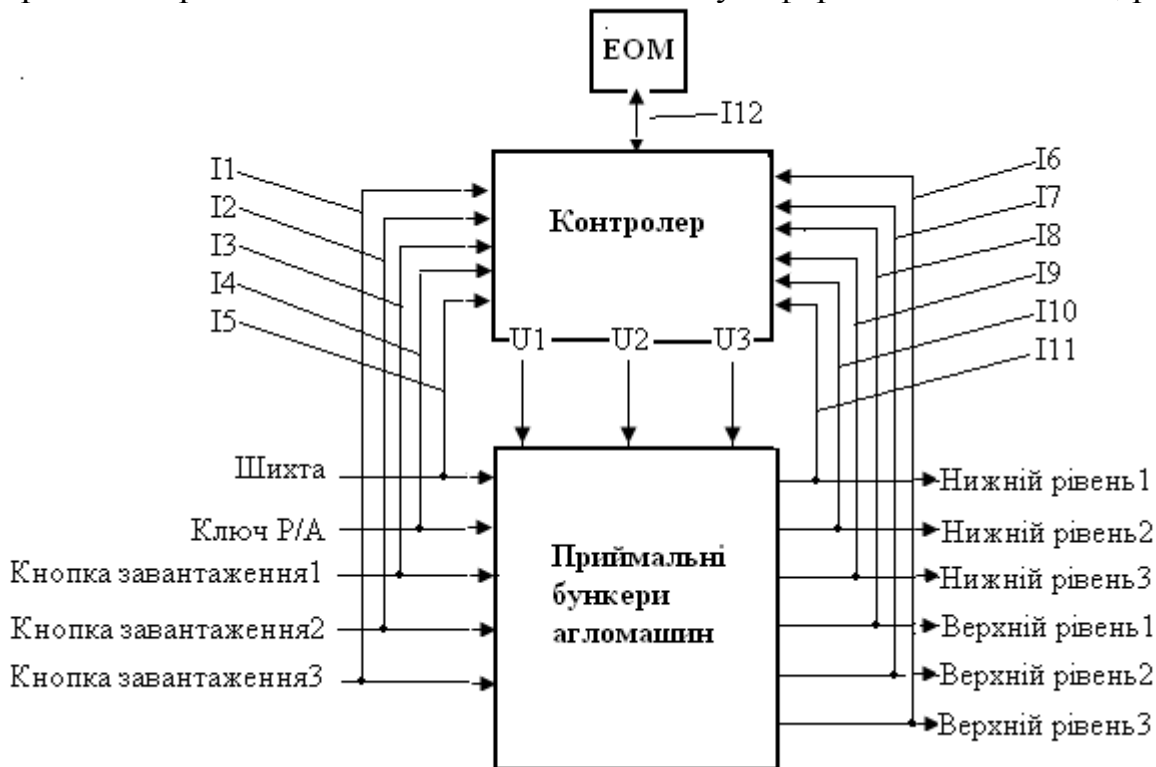 ЕОМ
I12
I1
I2
I3
I4
I5
I6
I7
I8
I9
I10
I11
Контролер
U1
U2
U3
Шихта
Ключ Р/А
Кнопка завантаження1
Кнопка завантаження2
Кнопка завантаження3
Приймальні
бункери
агломашин
Нижній рівень1
Нижній рівень2
Нижній рівень3
Верхній рівень1
Верхній рівень2
Верхній рівень3